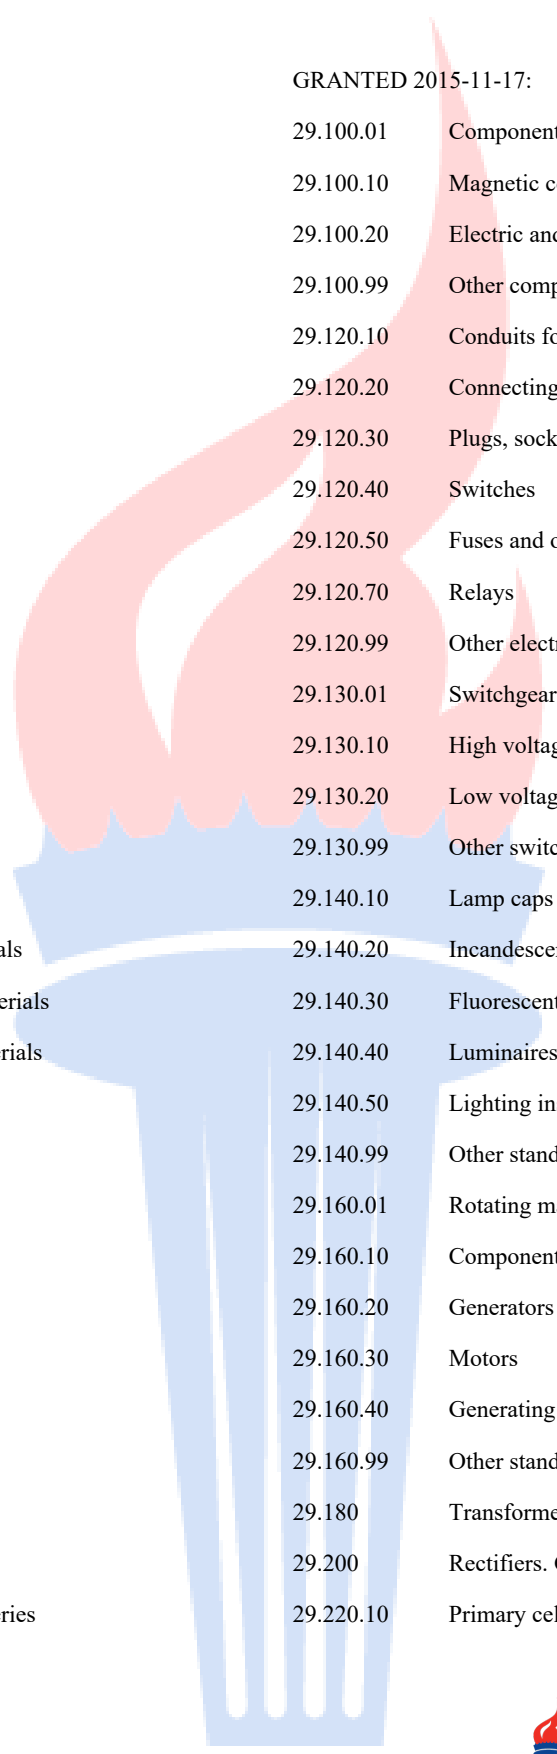 als
erials
rials
ries
GRANTED 2015-11-17:
29.100.01 Component
29.100.10 Magnetic c
29.100.20 Electric and
29.100.99 Other comp
29.120.10 Conduits fo
29.120.20 Connecting
29.120.30 Plugs, sock
29.120.40 Switches
29.120.50 Fuses and o
29.120.70 Relays
29.120.99 Other electr
29.130.01 Switchgear
29.130.10 High voltag
29.130.20 Low voltag
29.130.99 Other switc
29.140.10 Lamp caps
29.140.20 Incandesce
29.140.30 Fluorescent
29.140.40 Luminaires
29.140.50 Lighting in
29.140.99 Other stand
29.160.01 Rotating m
29.160.10 Component
29.160.20 Generators
29.160.30 Motors
29.160.40 Generating
29.160.99 Other stand
29.180 Transforme
29.200 Rectifiers.
29.220.10 Primary cel